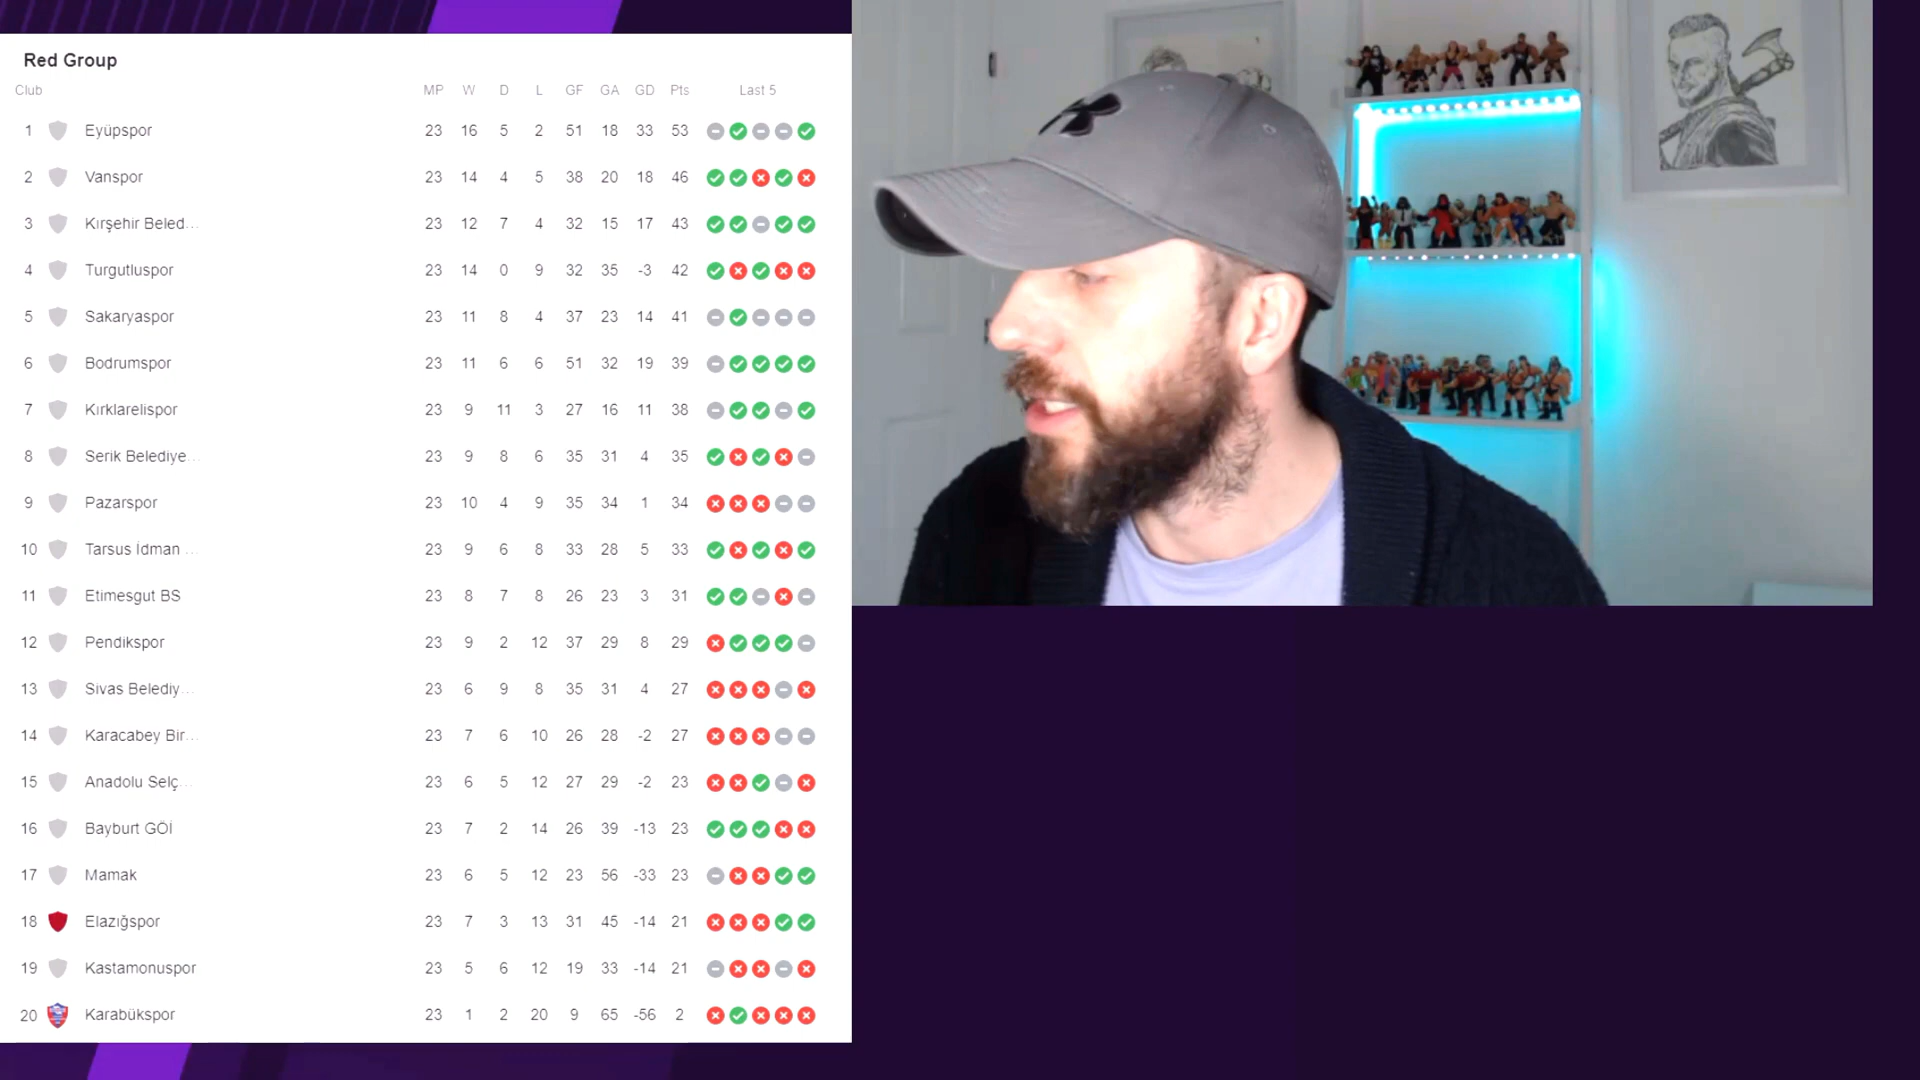 Red Group
Club MP W D L GF GA GD Pts Last 5
1 Eyüpspor 23 16 5 2 51 18 33 53
2 Vanspor 23 14 4 5 38 20 18 46
3 Kırşehir Beled... 23 12 7 4 32 15 17 43
4 Turgutluspor 23 14 0 9 32 35 -3 42
5 Sakaryaspor 23 11 8 4 37 23 14 41
6 Bodrumspor 23 11 6 6 51 32 19 39
7 Kırklarelispor 23 9 11 3 27 16 11 38
8 Serik Belediye... 23 9 8 6 35 31 4 35
9 Pazarspor 23 10 4 9 35 34 1 34
10 Tarsus İdman ... 23 9 6 8 33 28 5 33
11 Etimesgut BS 23 8 7 8 26 23 3 31
12 Pendikspor 23 9 2 12 37 29 8 29
13 Sivas Belediy... 23 6 9 8 35 31 4 27
14 Karacabey Bir... 23 7 6 10 26 28 -2 27
15 Anadolu Selç... 23 6 5 12 27 29 -2 23
16 Bayburt GÖİ 23 7 2 14 26 39 -13 23
17 Mamak 23 6 5 12 23 56 -33 23
18 Elazığspor 23 7 3 13 31 45 -14 21
19 Kastamonuspor 23 5 6 12 19 33 -14 21
20 Karabükspor 23 1 2 20 9 65 -56 2